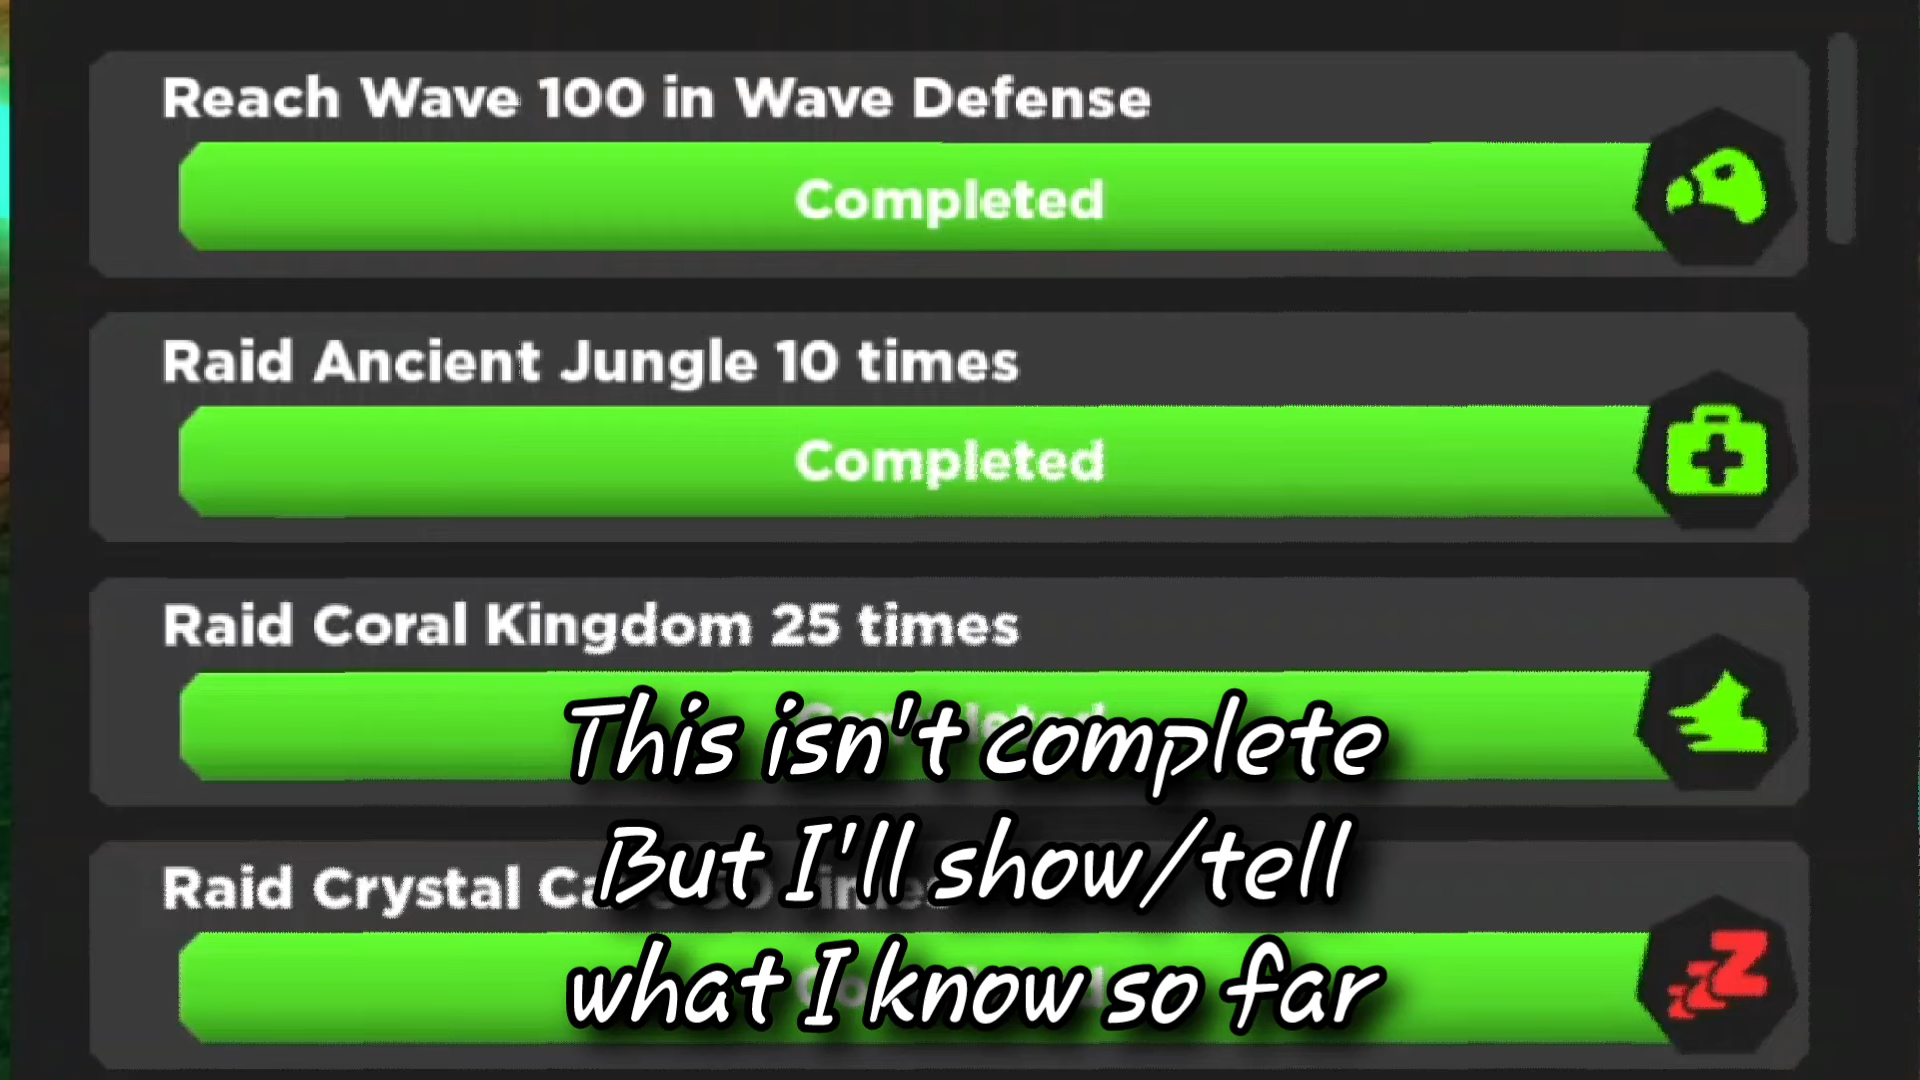 Reach Wave 100 in Wave Defense
Completed
Raid Ancient Jungle 10 times
Completed
Raid Coral Kingdom 25 times
Completed
This isn't complete
Raid Crystal
But I'll show/tell
what I know so far